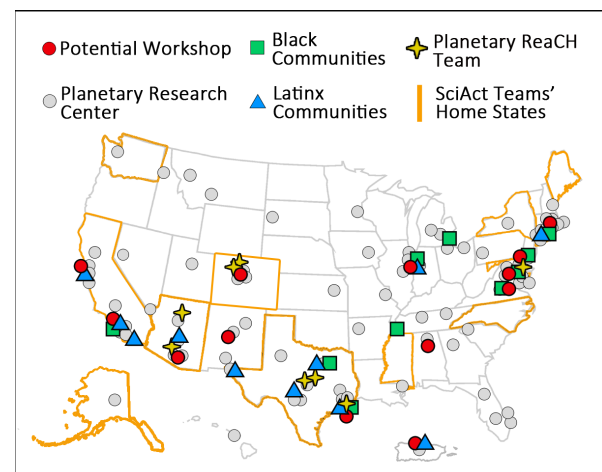 Potential Workshop
Black
Communities
Planetary ReaCH
Team
Planetary Research
Center
Latinx
Communities
SciAct Teams'
Home States